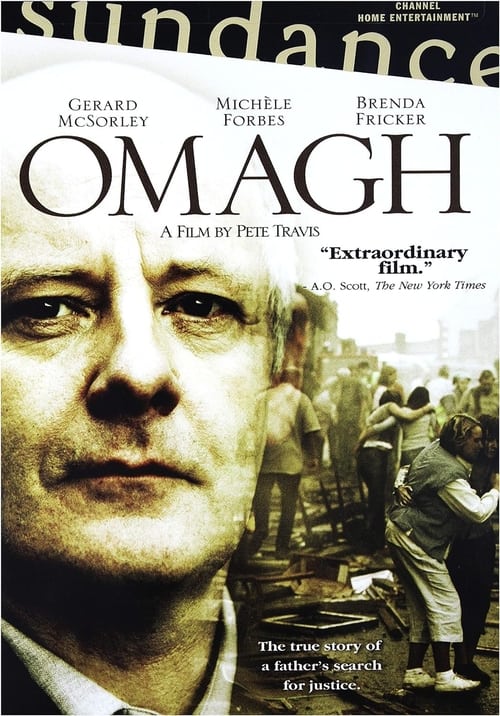 sundance
CHANNEL
HOME ENTERTAINMENT™
GERARD
MCSORLEY
MICHÈLE
FORBES
BRENDA
FRICKER
OMAGH
A FILM BY PETE TRAVIS
“Extraordinary
film.”
- A.O. SCOTT, The New York Times
The true story of
a father's search
for justice.